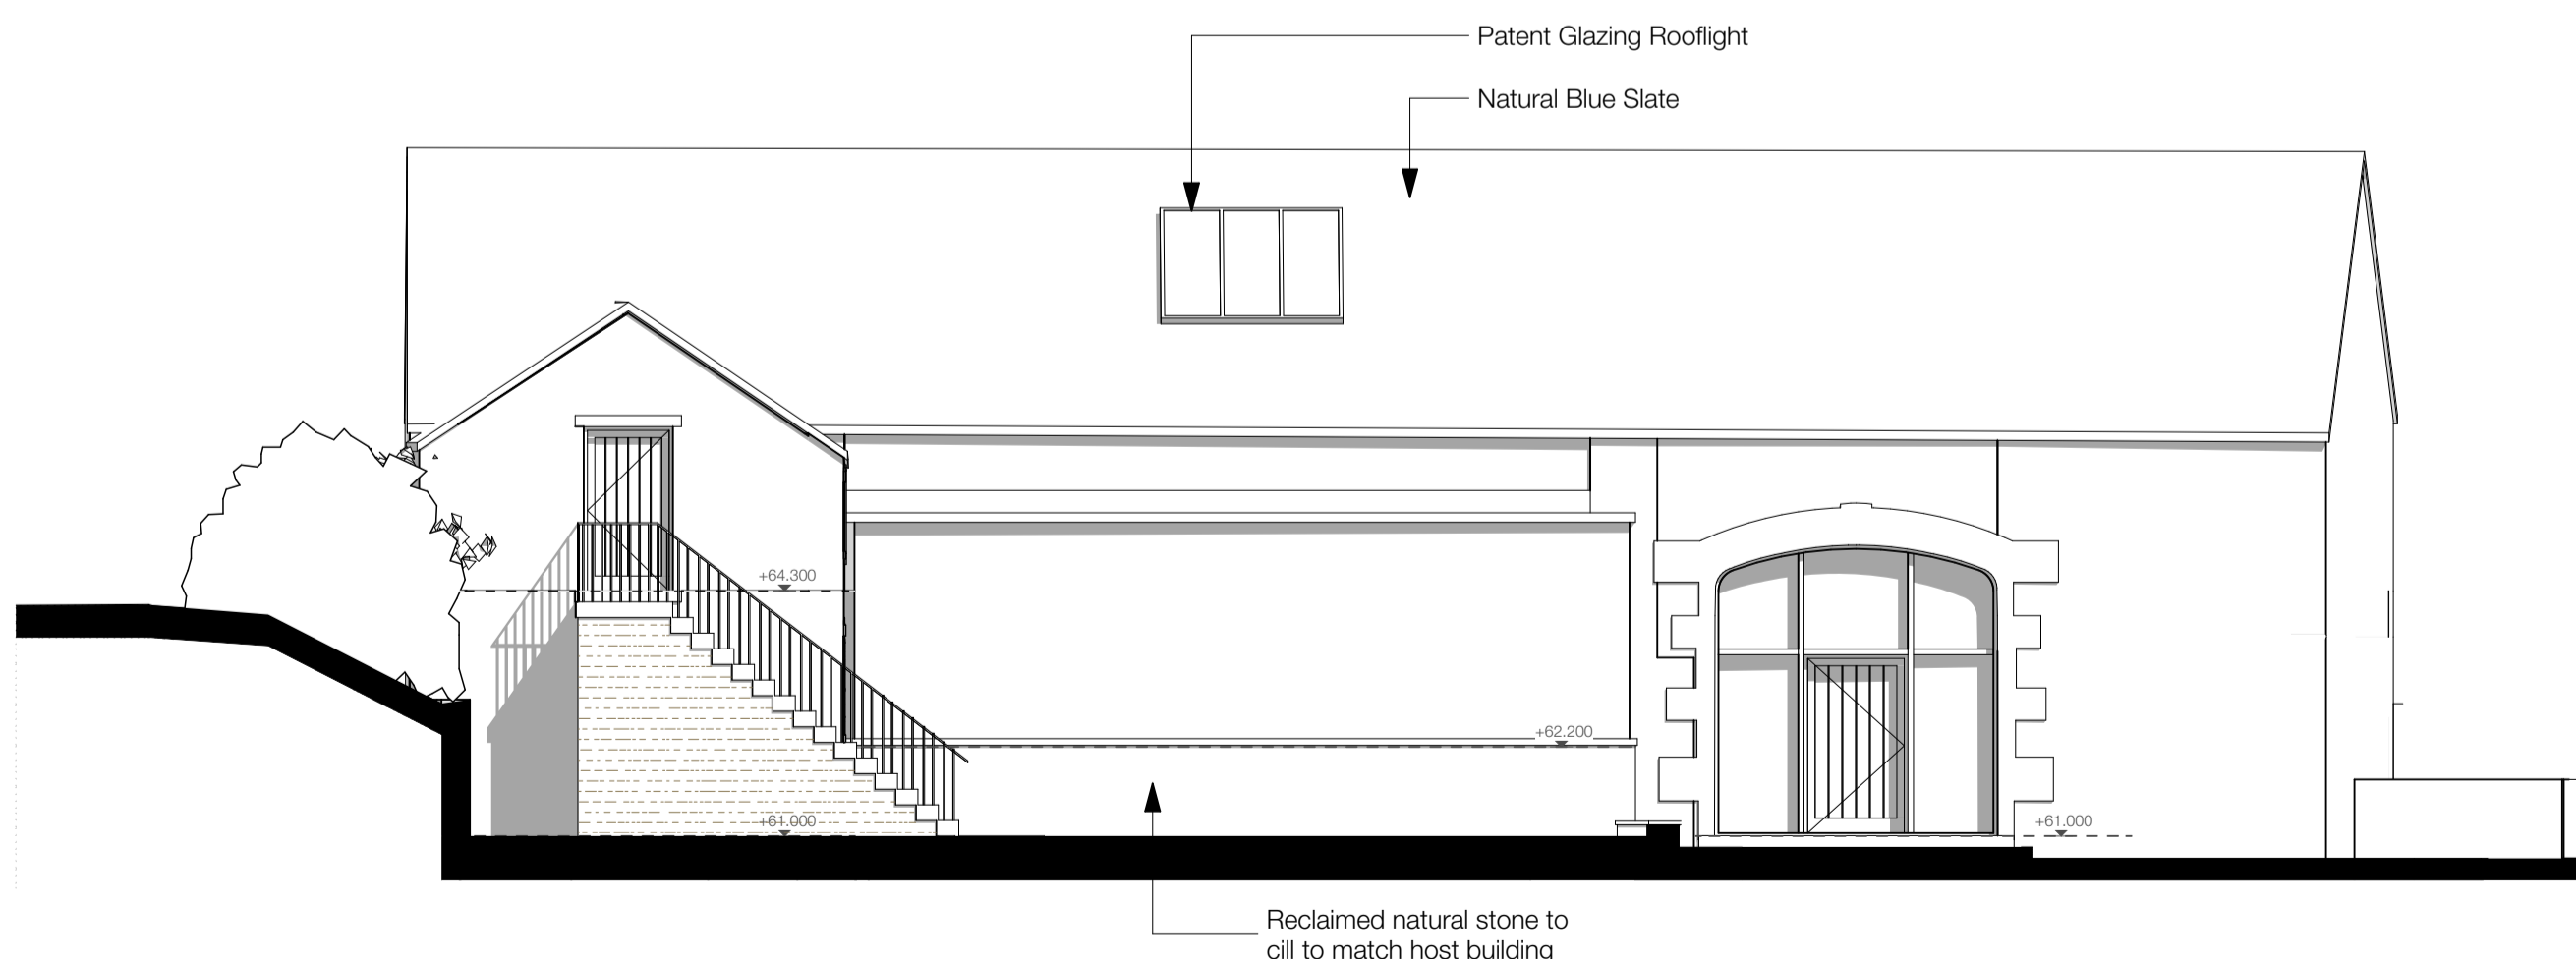 Patent Glazing Rooflight
Natural Blue Slate
+64.300
+62.200
+61.000
+61.000
Reclaimed natural stone to
cill to match host building